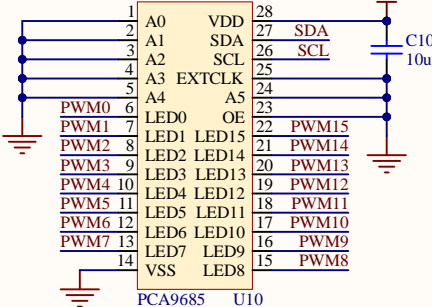 1 A0 VDD 28
2 A1 SDA 27 SDA
3 A2 SCL 26 SCL
4 A3 EXTCLK 25
5 A4 A5 24
PWM0 6 LED0 OE 23
PWM1 7 LED1 LED15 22 PWM15
PWM2 8 LED2 LED14 21 PWM14
PWM3 9 LED3 LED13 20 PWM13
PWM4 10 LED4 LED12 19 PWM12
PWM5 11 LED5 LED11 18 PWM11
PWM6 12 LED6 LED10 17 PWM10
PWM7 13 LED7 LED9 16 PWM9
14 VSS LED8 15 PWM8
PCA9685 U10
C10
10u